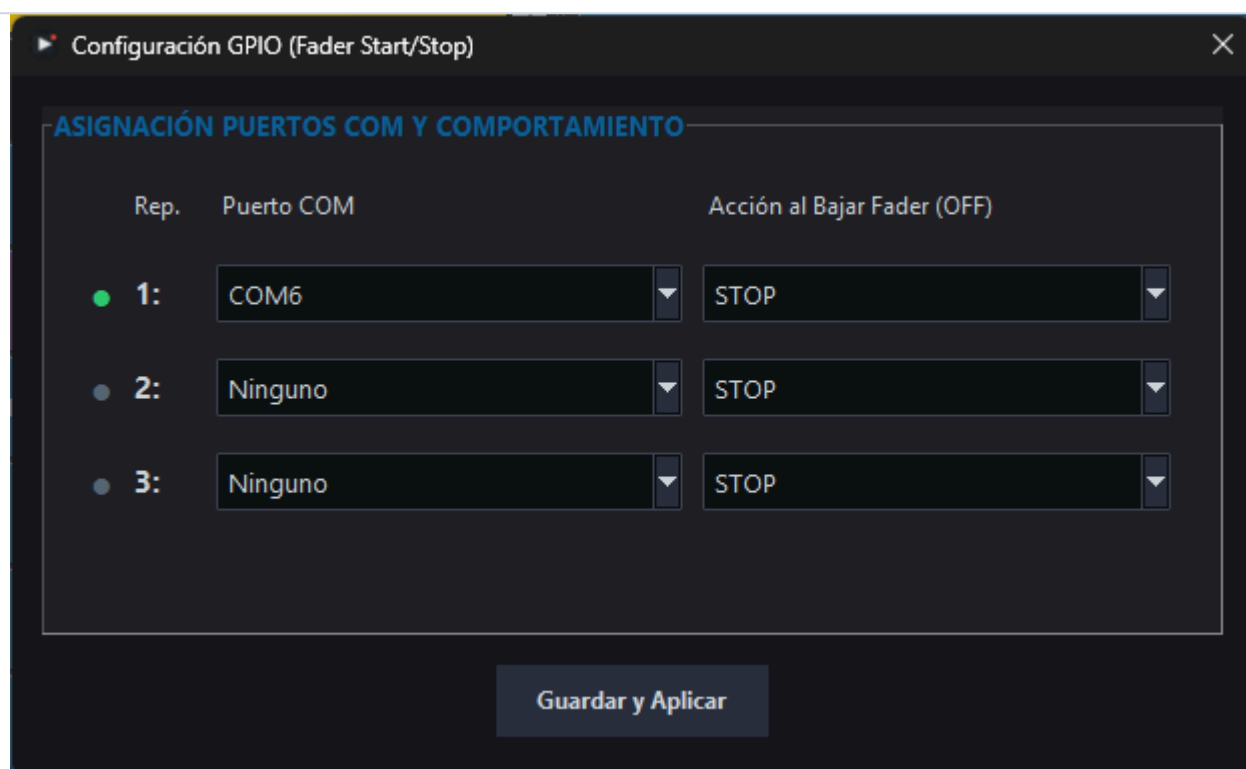 Configuración GPIO (Fader Start/Stop)
ASIGNACIÓN PUERTOS COM Y COMPORTAMIENTO
Rep. Puerto COM Acción al Bajar Fader (OFF)
1: COM6 STOP
2: Ninguno STOP
3: Ninguno STOP
Guardar y Aplicar